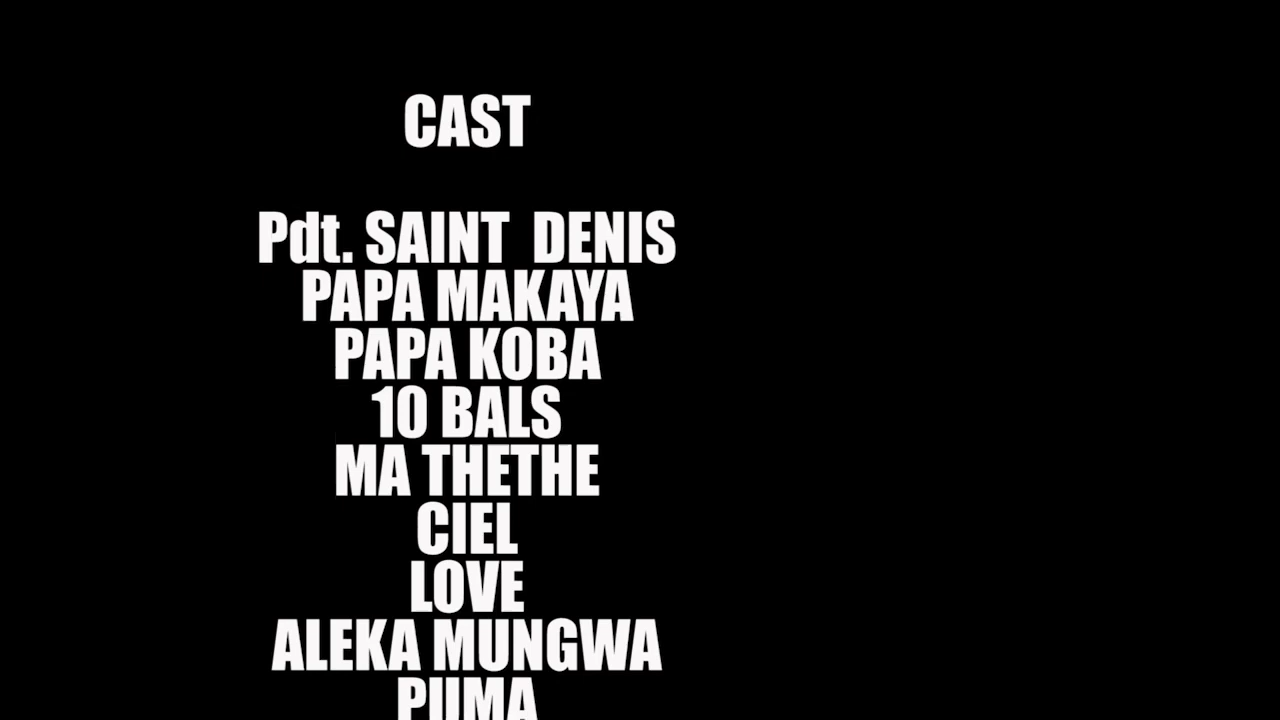 CAST
Pdt. SAINT DENIS
PAPA MAKAYA
PAPA KOBA
10 BALS
MA THETHE
CIEL
LOVE
ALEKA MUNGWA
PUMA